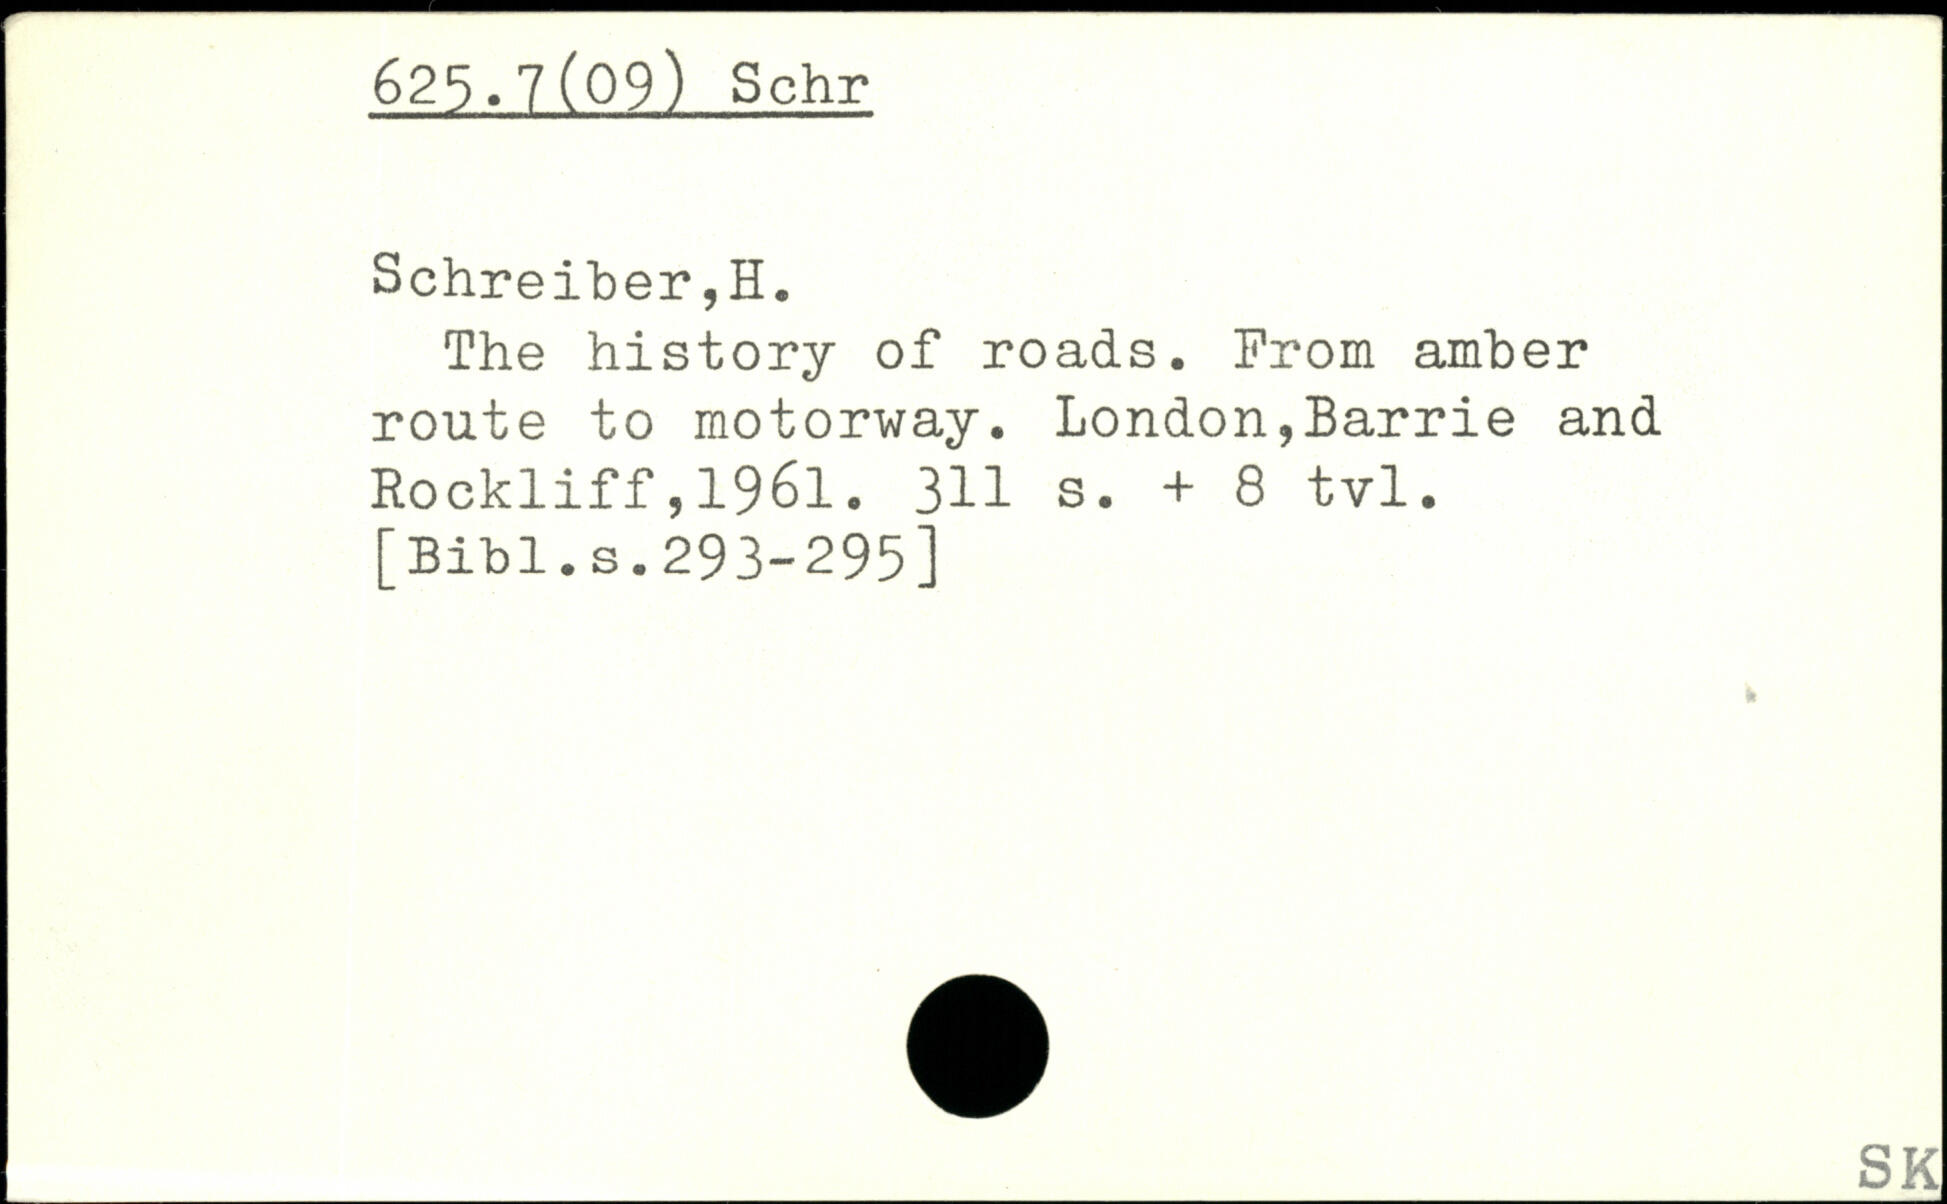 625.7(09) Schr
Schreiber,H.
The history of roads. From amber
route to motorway. London,Barrie and
Rockliff,1961. 311 s. + 8 tvl.
[Bibl.s.293-295]
SK